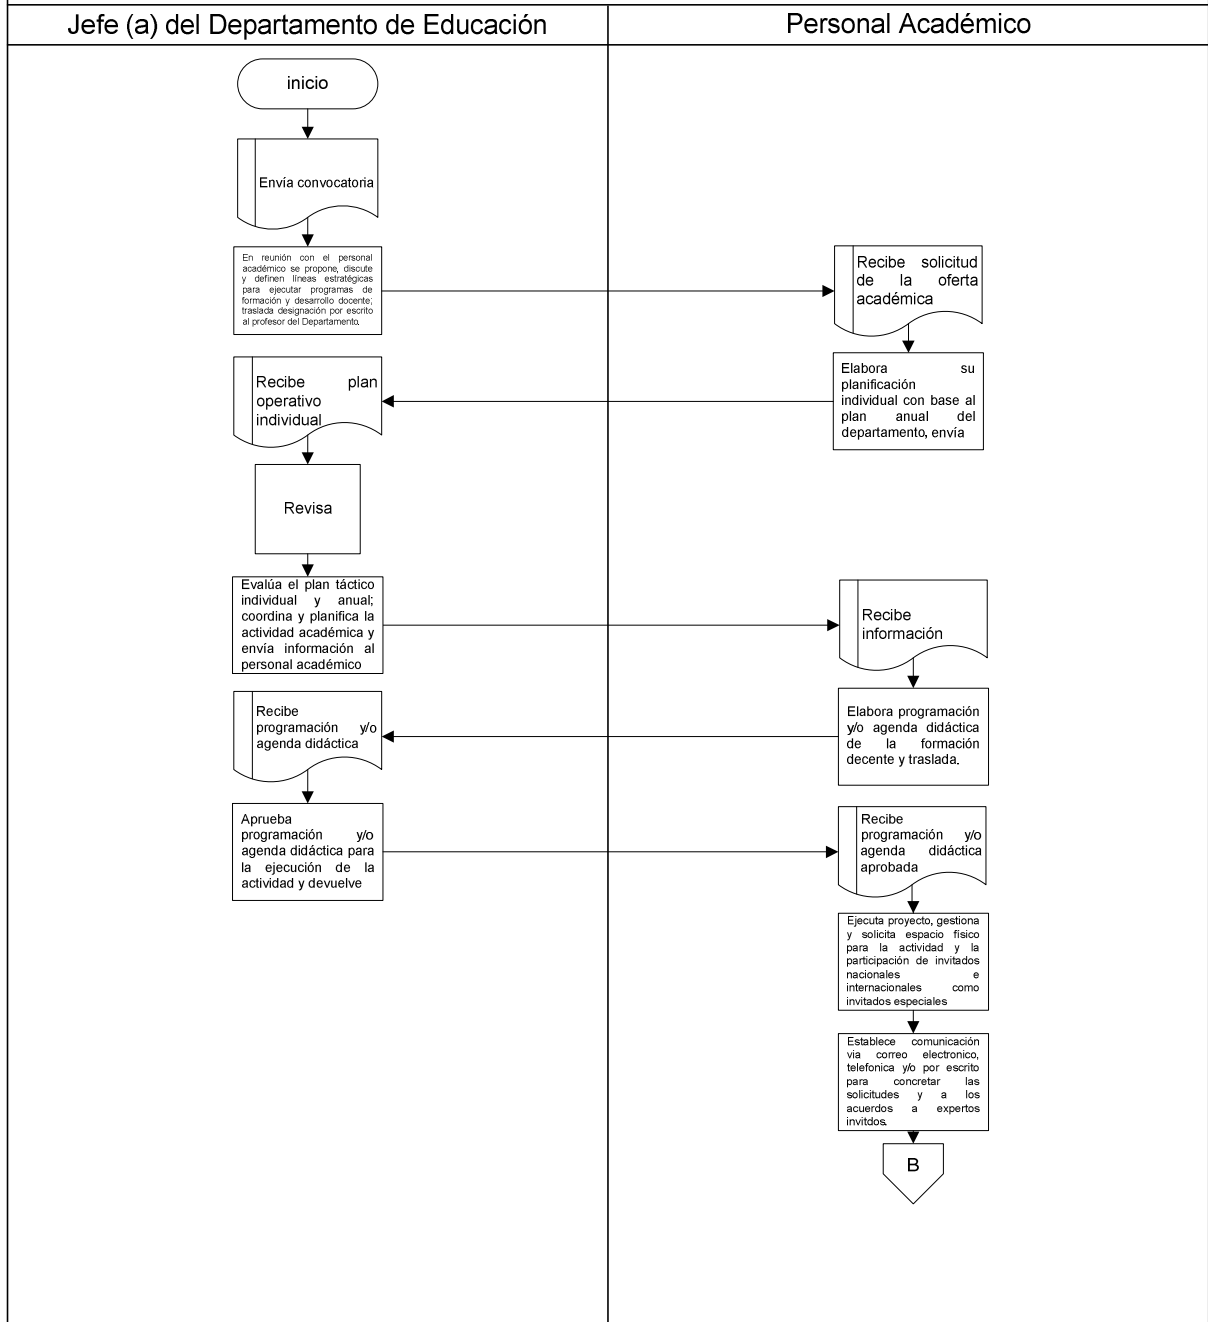 Jefe (a) del Departamento de Educación
Personal Académico
inicio
Envía convocatoria
En reunión con el personal
académico se propone, discute
y definen líneas estratégicas
para ejecutar programas de
formación y desarrollo docente;
traslada designación por escrito
al profesor del Departamento.
Recibe solicitud
de la oferta
académica
Elabora su
planificación
individual con base al
plan anual del
departamento, envía
Recibe plan
operativo
individual
Revisa
Evalúa el plan táctico
individual y anual;
coordina y planifica la
actividad académica y
envía información al
personal académico
Recibe
información
Elabora programación
y/o agenda didáctica
de la formación
decente y traslada.
Recibe
programación y/o
agenda didáctica
Aprueba
programación y/o
agenda didáctica para
la ejecución de la
actividad y devuelve
Recibe
programación y/o
agenda didáctica
aprobada
Ejecuta proyecto, gestiona
y solicita espacio físico
para la actividad y la
participación de invitados
nacionales e
internacionales como
invitados especiales
Establece comunicación
via correo electronico,
telefonica y/o por escrito
para concretar las
solicitudes y a los
acuerdos a expertos
invitdos.
B